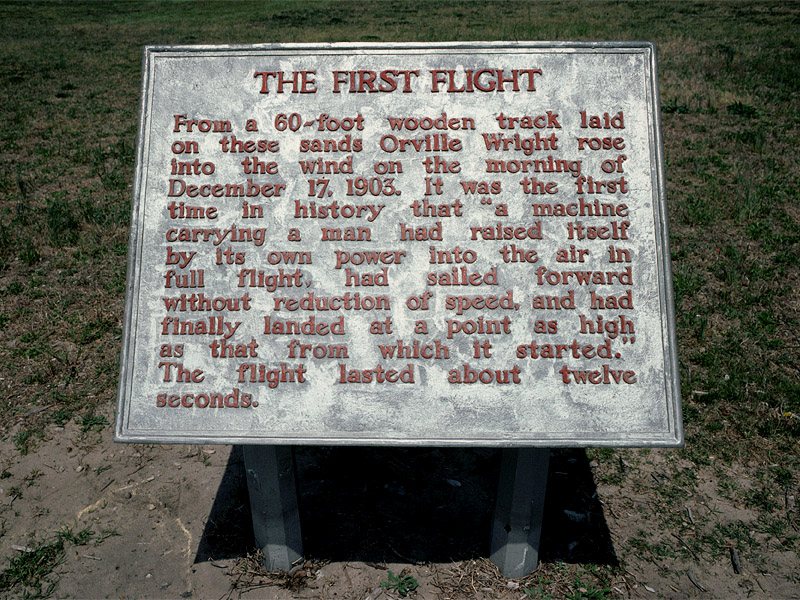 THE FIRST FLIGHT
From a 60-foot wooden track laid
on these sands Orville Wright rose
into the wind on the morning of
December 17, 1903. It was the first
time in history that "a machine
carrying a man had raised itself
by its own power into the air in
full flight, had sailed forward
without reduction of speed, and had
finally landed at a point as high
as that from which it started."
The flight lasted about twelve
seconds.